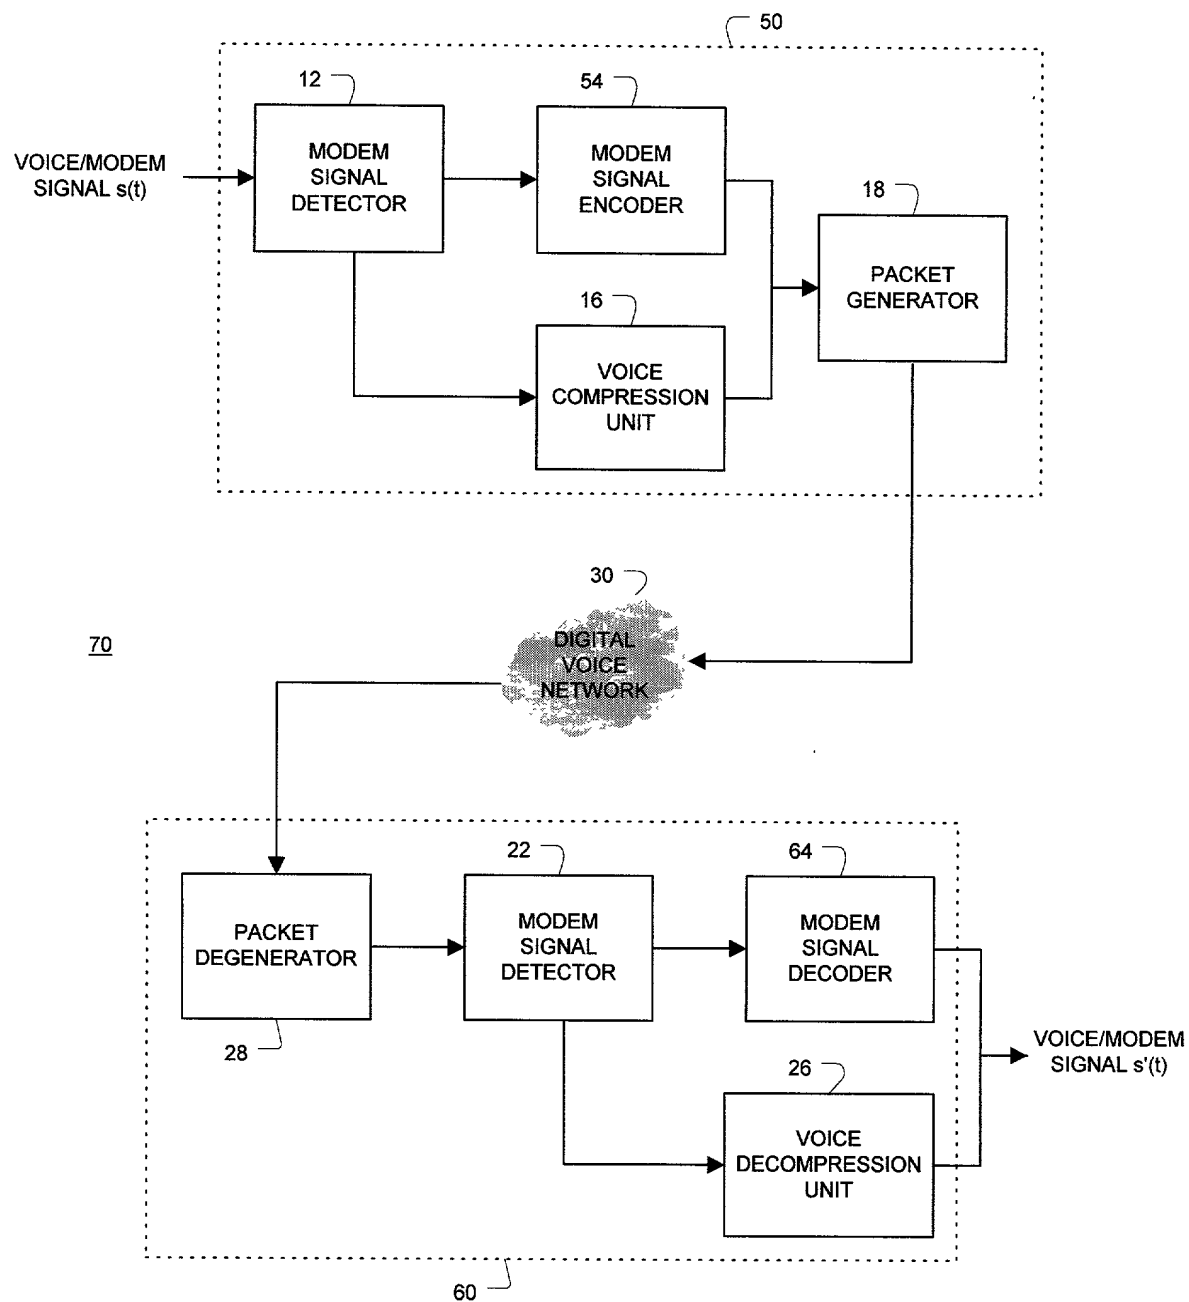 50
12
54
MODEM
SIGNAL
DETECTOR
MODEM
SIGNAL
ENCODER
VOICE/MODEM
SIGNAL s(t)
18
PACKET
GENERATOR
16
VOICE
COMPRESSION
UNIT
30
DIGITAL
VOICE
NETWORK
70
22
64
PACKET
DEGENERATOR
MODEM
SIGNAL
DETECTOR
MODEM
SIGNAL
DECODER
28
VOICE/MODEM
SIGNAL s'(t)
26
VOICE
DECOMPRESSION
UNIT
60